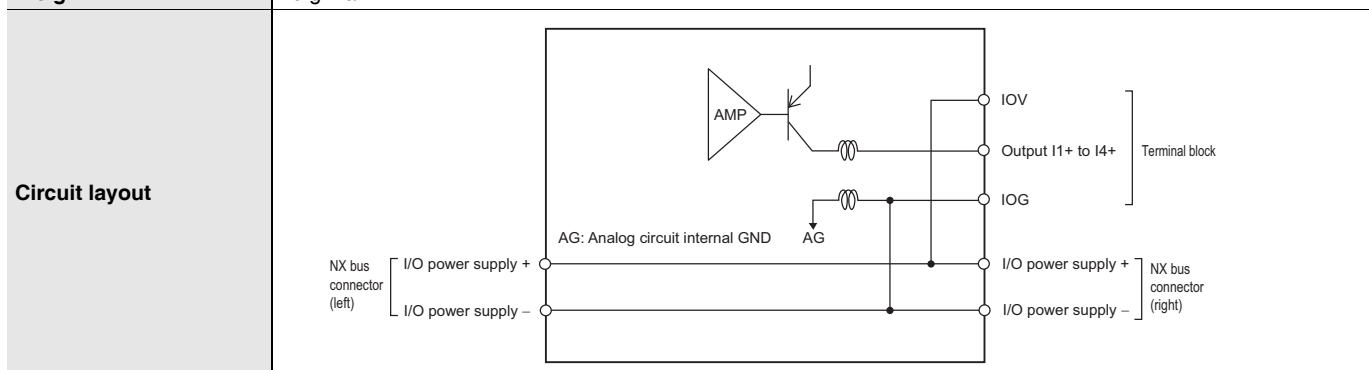 Circuit layout
AMP
IOV
Output I1+ to I4+
Terminal block
IOG
AG: Analog circuit internal GND
AG
NX bus
connector
(left)
I/O power supply +
I/O power supply –
I/O power supply +
I/O power supply –
NX bus
connector
(right)